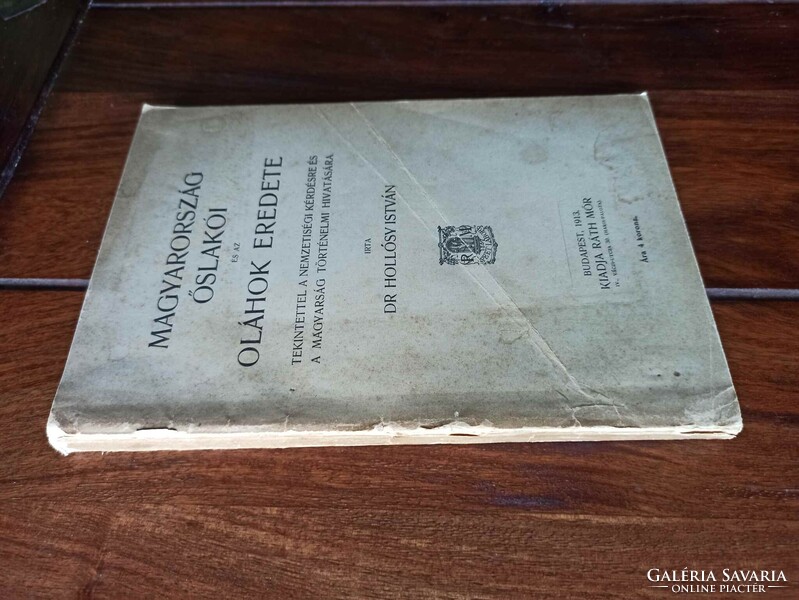 MAGYARORSZÁG
ŐSLAKÓI
ÉS AZ
OLÁHOK EREDETE
TEKINTETTEL A NEMZETISÉGI KÉRDÉSRE ÉS
A MAGYARSÁG TÖRTÉNELMI HIVATÁSÁRA
IRTA
DR HOLLÓSY ISTVÁN
BUDAPEST, 1913.
KIADJA RÁTH MÓR
Ára 4 korona.
GALÉRIA SAVARIA
ONLINE PIACTÉR